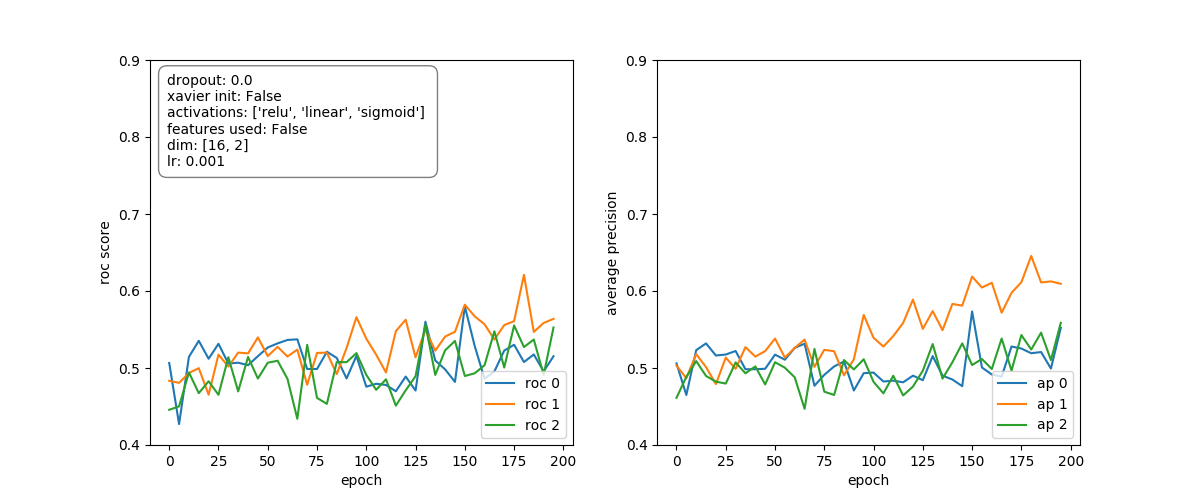 0.9
0.8
0.7
0.6
0.5
0.4
roc score
dropout: 0.0
xavier init: False
activations: ['relu', 'linear', 'sigmoid']
features used: False
dim: [16, 2]
lr: 0.001
roc 0
roc 1
roc 2
0 25 50 75 100 125 150 175 200
epoch
0.9
0.8
0.7
0.6
0.5
0.4
average precision
ap 0
ap 1
ap 2
0 25 50 75 100 125 150 175 200
epoch